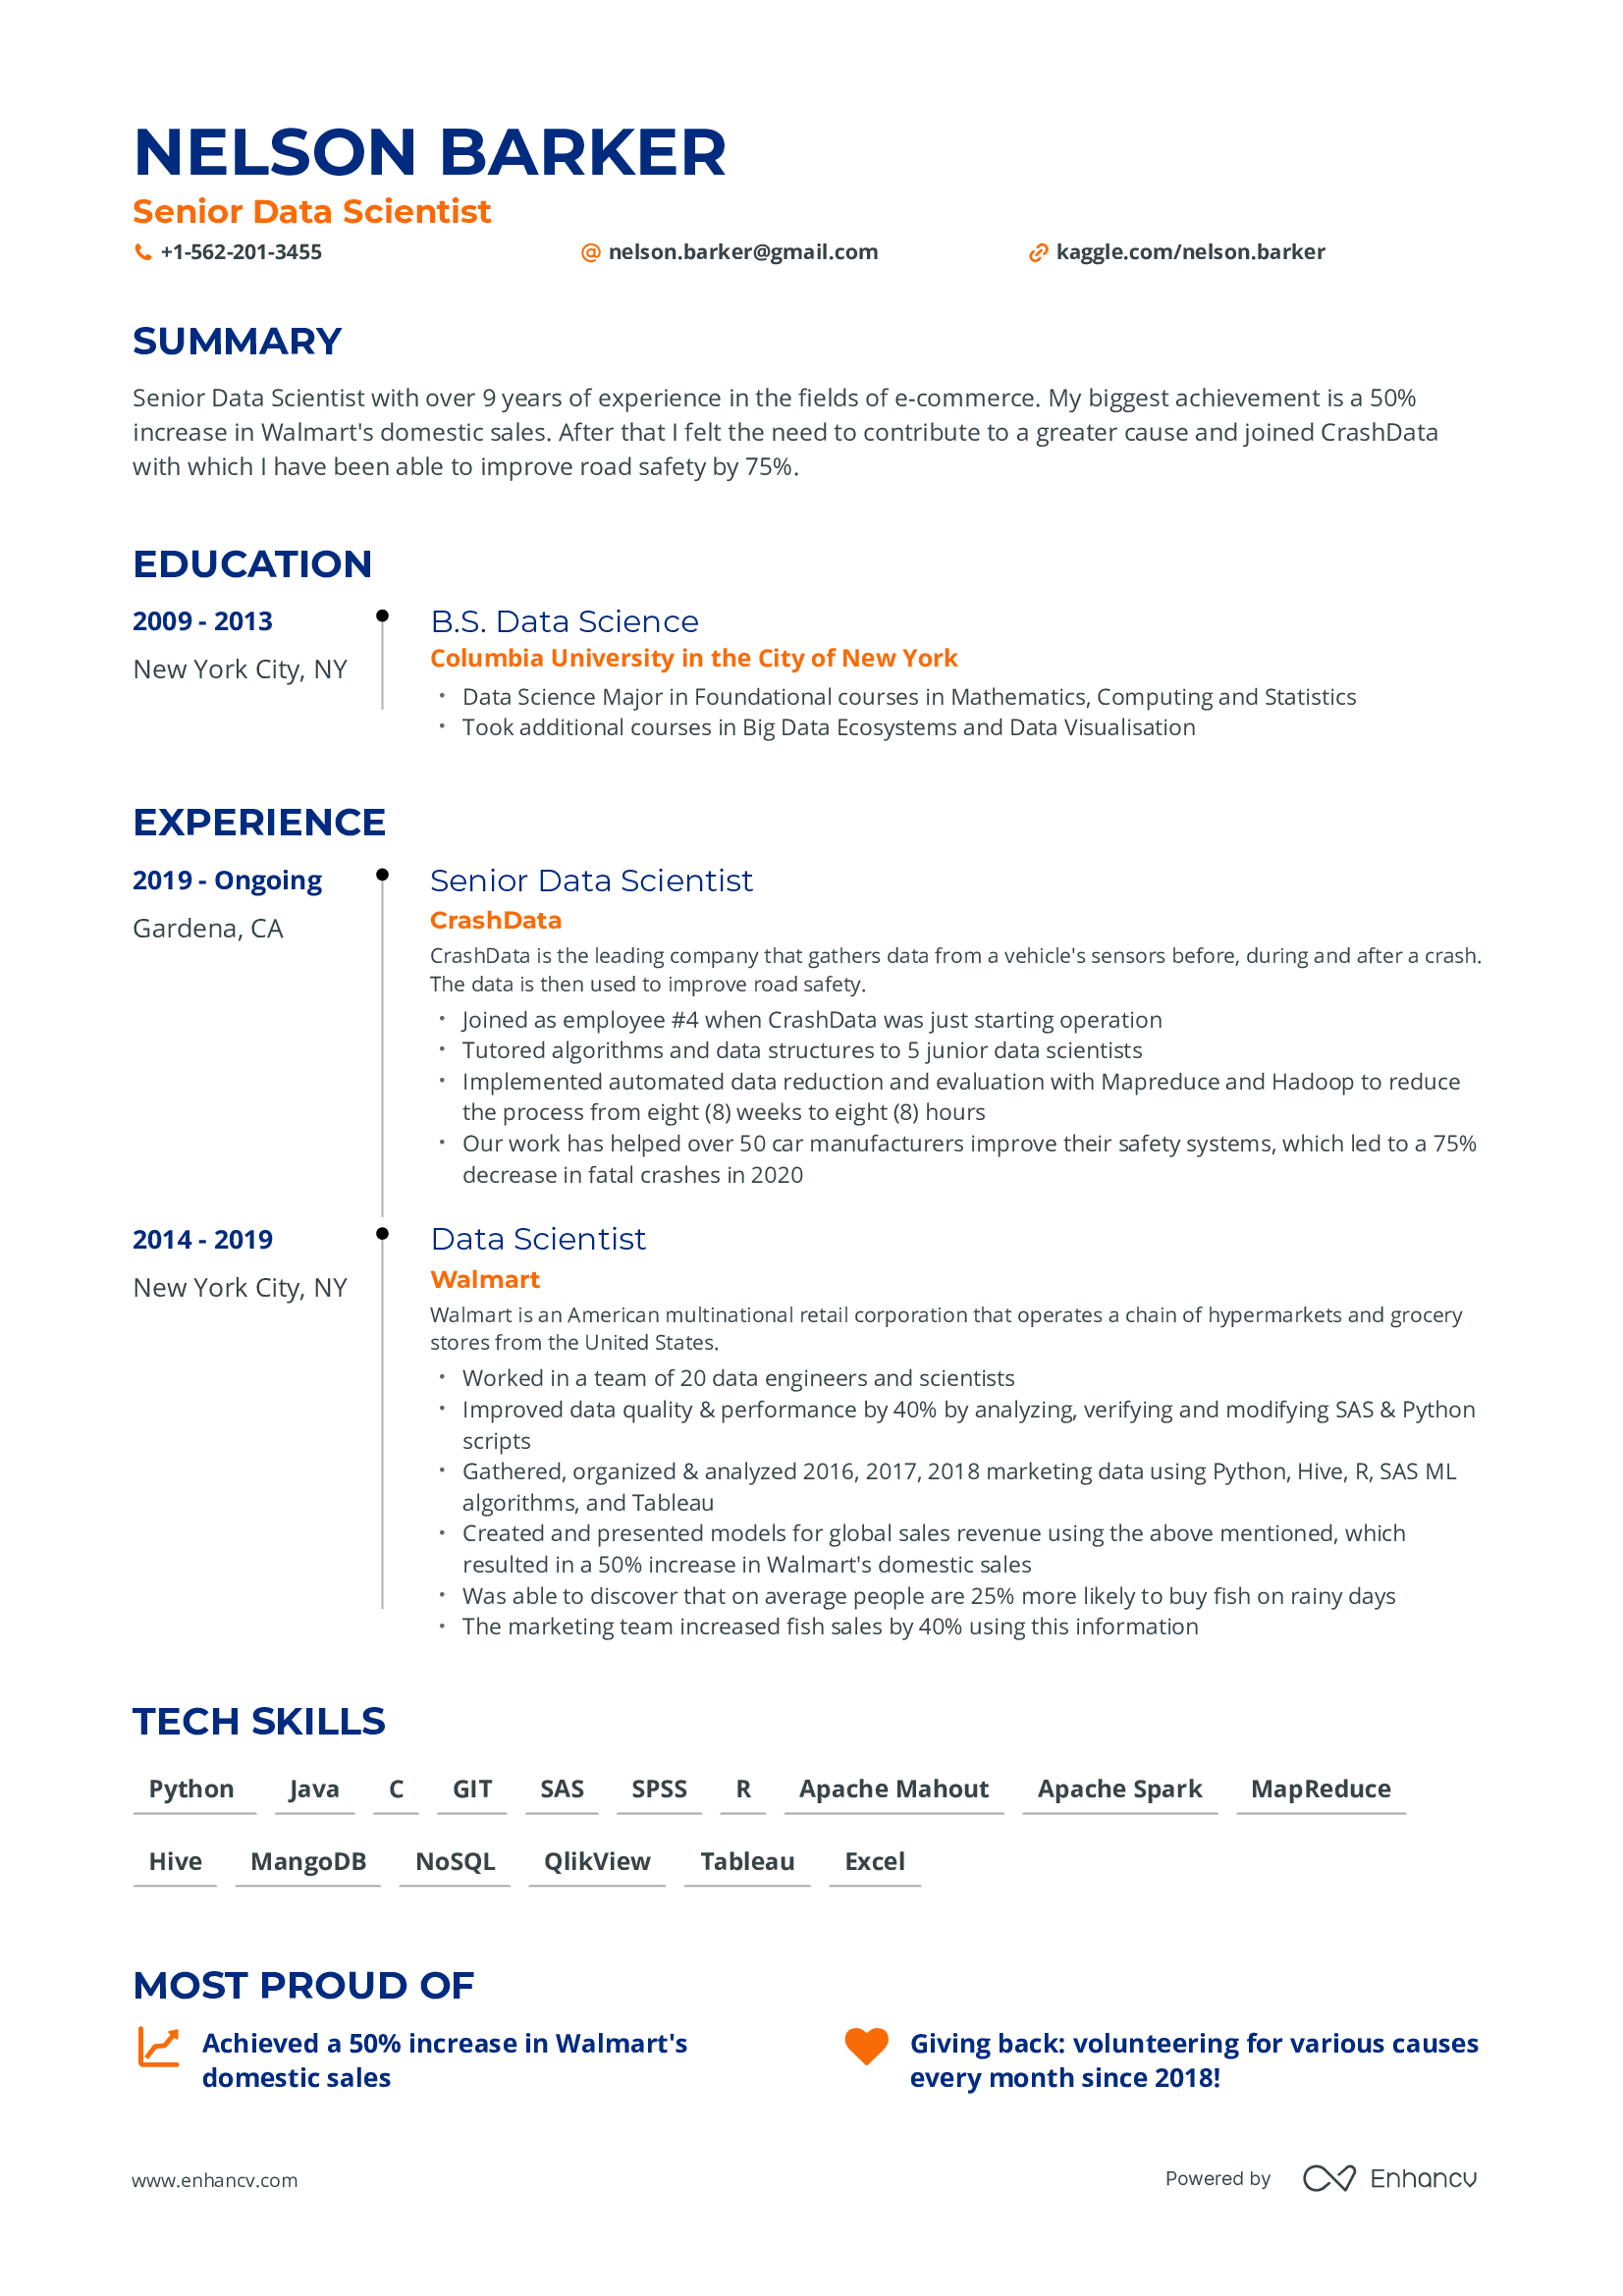 NELSON BARKER
Senior Data Scientist
+1-562-201-3455 @ nelson.barker@gmail.com kaggle.com/nelson.barker
SUMMARY
Senior Data Scientist with over 9 years of experience in the fields of e-commerce. My biggest achievement is a 50%
increase in Walmart's domestic sales. After that I felt the need to contribute to a greater cause and joined CrashData
with which I have been able to improve road safety by 75%.
EDUCATION
2009 - 2013
New York City, NY
B.S. Data Science
Columbia University in the City of New York
• Data Science Major in Foundational courses in Mathematics, Computing and Statistics
• Took additional courses in Big Data Ecosystems and Data Visualisation
EXPERIENCE
2019 - Ongoing
Gardena, CA
Senior Data Scientist
CrashData
CrashData is the leading company that gathers data from a vehicle's sensors before, during and after a crash.
The data is then used to improve road safety.
• Joined as employee #4 when CrashData was just starting operation
• Tutored algorithms and data structures to 5 junior data scientists
• Implemented automated data reduction and evaluation with Mapreduce and Hadoop to reduce
the process from eight (8) weeks to eight (8) hours
• Our work has helped over 50 car manufacturers improve their safety systems, which led to a 75%
decrease in fatal crashes in 2020
2014 - 2019
New York City, NY
Data Scientist
Walmart
Walmart is an American multinational retail corporation that operates a chain of hypermarkets and grocery
stores from the United States.
• Worked in a team of 20 data engineers and scientists
• Improved data quality & performance by 40% by analyzing, verifying and modifying SAS & Python
scripts
• Gathered, organized & analyzed 2016, 2017, 2018 marketing data using Python, Hive, R, SAS ML
algorithms, and Tableau
• Created and presented models for global sales revenue using the above mentioned, which
resulted in a 50% increase in Walmart's domestic sales
• Was able to discover that on average people are 25% more likely to buy fish on rainy days
• The marketing team increased fish sales by 40% using this information
TECH SKILLS
Python Java C GIT SAS SPSS R Apache Mahout Apache Spark MapReduce
Hive MangoDB NoSQL QlikView Tableau Excel
MOST PROUD OF
Achieved a 50% increase in Walmart's
domestic sales
Giving back: volunteering for various causes
every month since 2018!
www.enhancv.com Powered by Enhancv